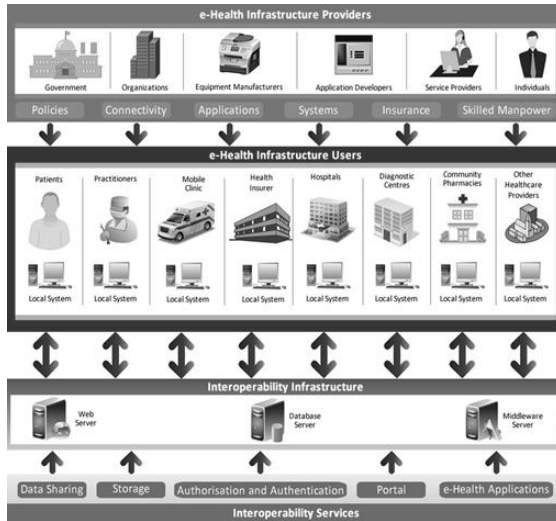 e-Health Infrastructure Providers
Government
Organizations
Equipment Manufacturers
Application Developers
Service Providers
Individuals
Policies
Connectivity
Applications
Systems
Insurance
Skilled Manpower
e-Health Infrastructure Users
Patients
Practitioners
Mobile
Clinic
Health
Insurer
Hospitals
Diagnostic
Centres
Community
Pharmacies
Other
Healthcare
Providers
Local System
Local System
Local System
Local System
Local System
Local System
Local System
Local System
Interoperability Infrastructure
Web
Server
Database
Server
Middleware
Server
Data Sharing
Storage
Authorisation and Authentication
Portal
e-Health Applications
Interoperability Services